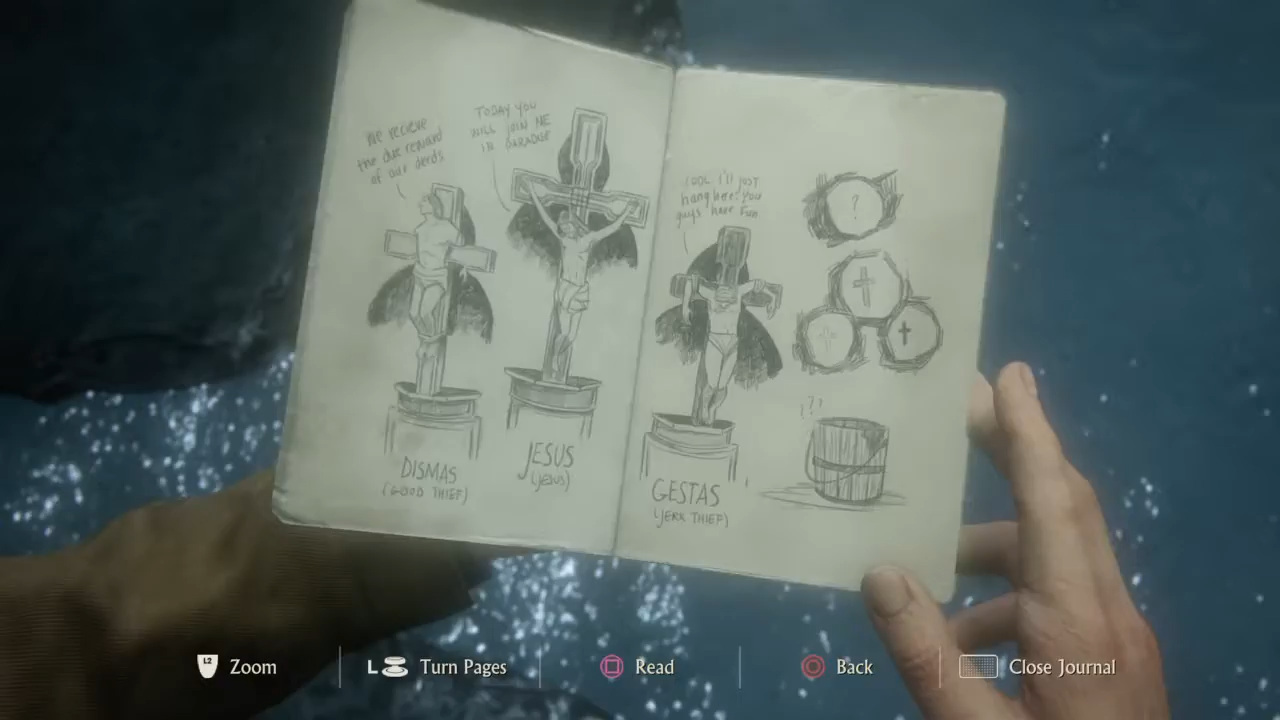 We recieve
the due reward
of our deeds.
TODAY YOU
WILL JOIN ME
IN PARADISE
COOL I'll JUST
hang here. You
guys have fun
?
DISMAS
(GOOD THIEF)
JESUS
(JESUS)
GESTAS
(JERK THIEF)
???
L2
Zoom
L
Turn Pages
Read
Back
Close Journal